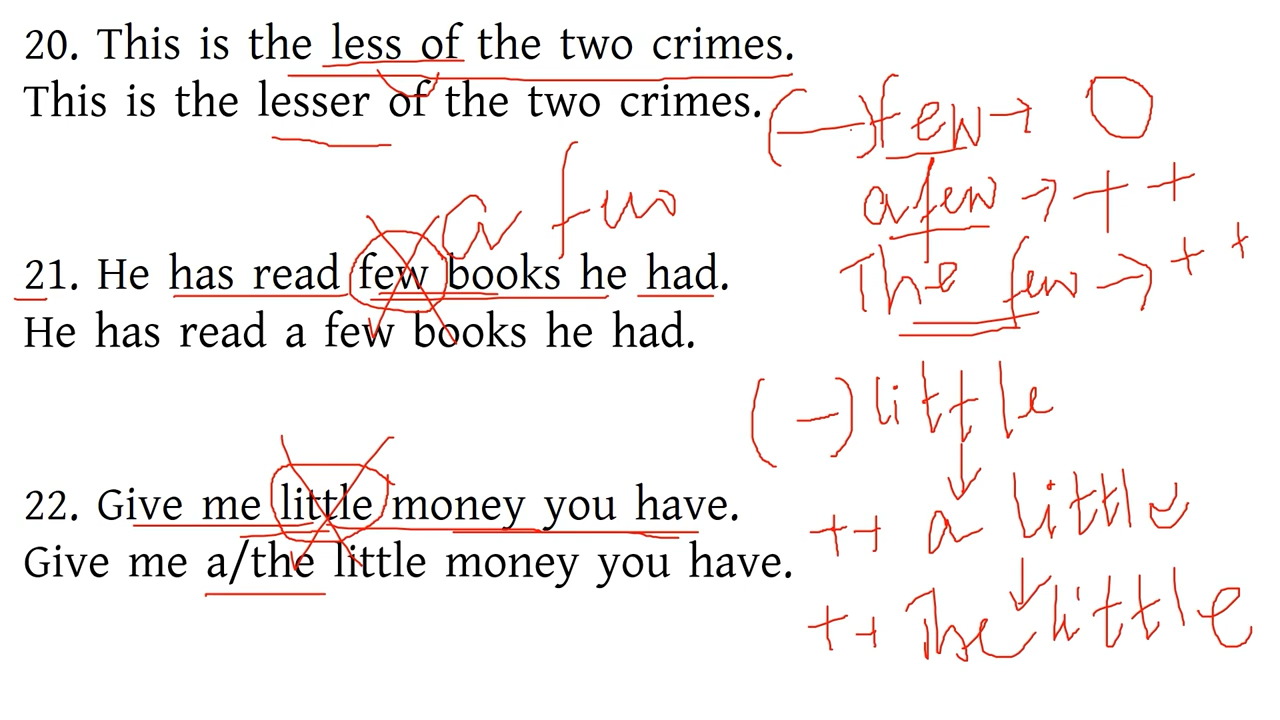 20. This is the less of the two crimes.
This is the lesser of the two crimes.
(—) few → 0
a few → + +
The few → + +
a few
21. He has read few books he had.
He has read a few books he had.
(-) little
22. Give me little money you have.
++ a little
Give me a/the little money you have.
++ The little